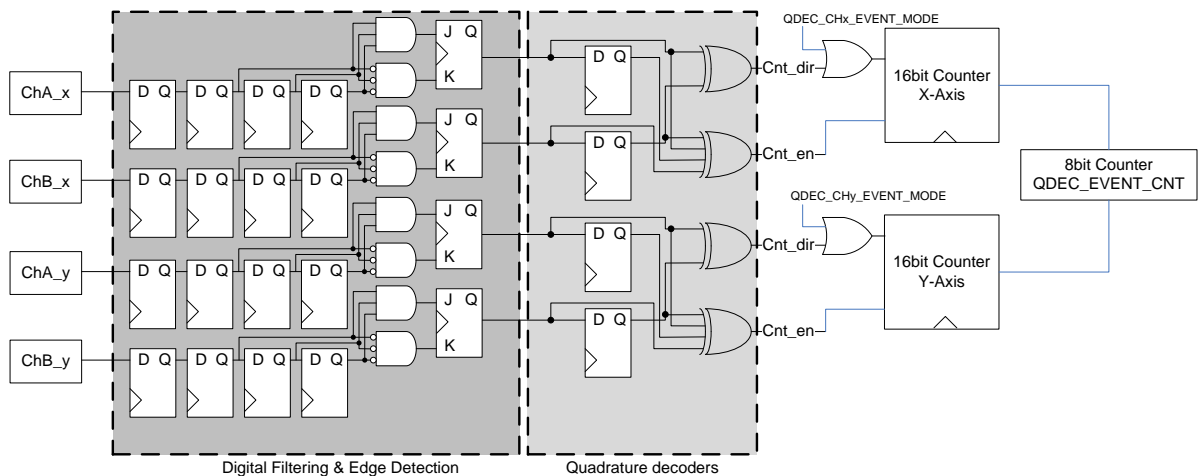 QDEC_CHx_EVENT_MODE
J Q
K
ChA_x
D Q D Q D Q D Q
D Q
Cnt_dir
16bit Counter
X-Axis
J Q
K
ChB_x
D Q D Q D Q D Q
D Q
Cnt_en
8bit Counter
QDEC_EVENT_CNT
QDEC_CHy_EVENT_MODE
J Q
K
ChA_y
D Q D Q D Q D Q
D Q
Cnt_dir
16bit Counter
Y-Axis
J Q
K
ChB_y
D Q D Q D Q D Q
D Q
Cnt_en
Digital Filtering & Edge Detection
Quadrature decoders